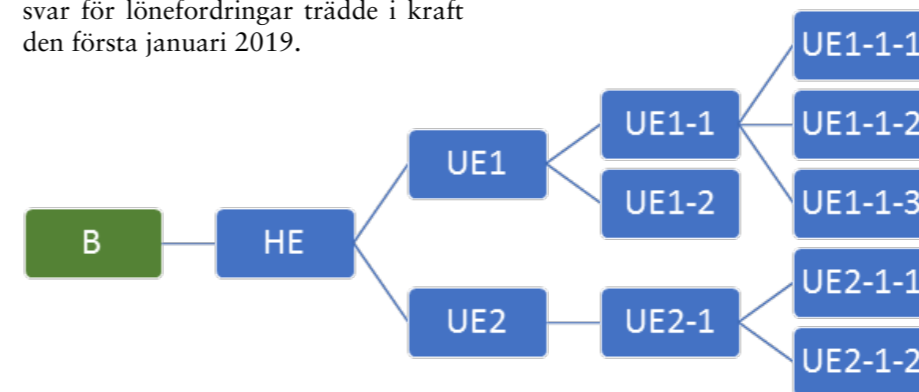 svar för lönefordringar trädde i kraft
den första januari 2019.
B
HE
UE1
UE2
UE1-1
UE1-2
UE2-1
UE1-1-1
UE1-1-2
UE1-1-3
UE2-1-1
UE2-1-2